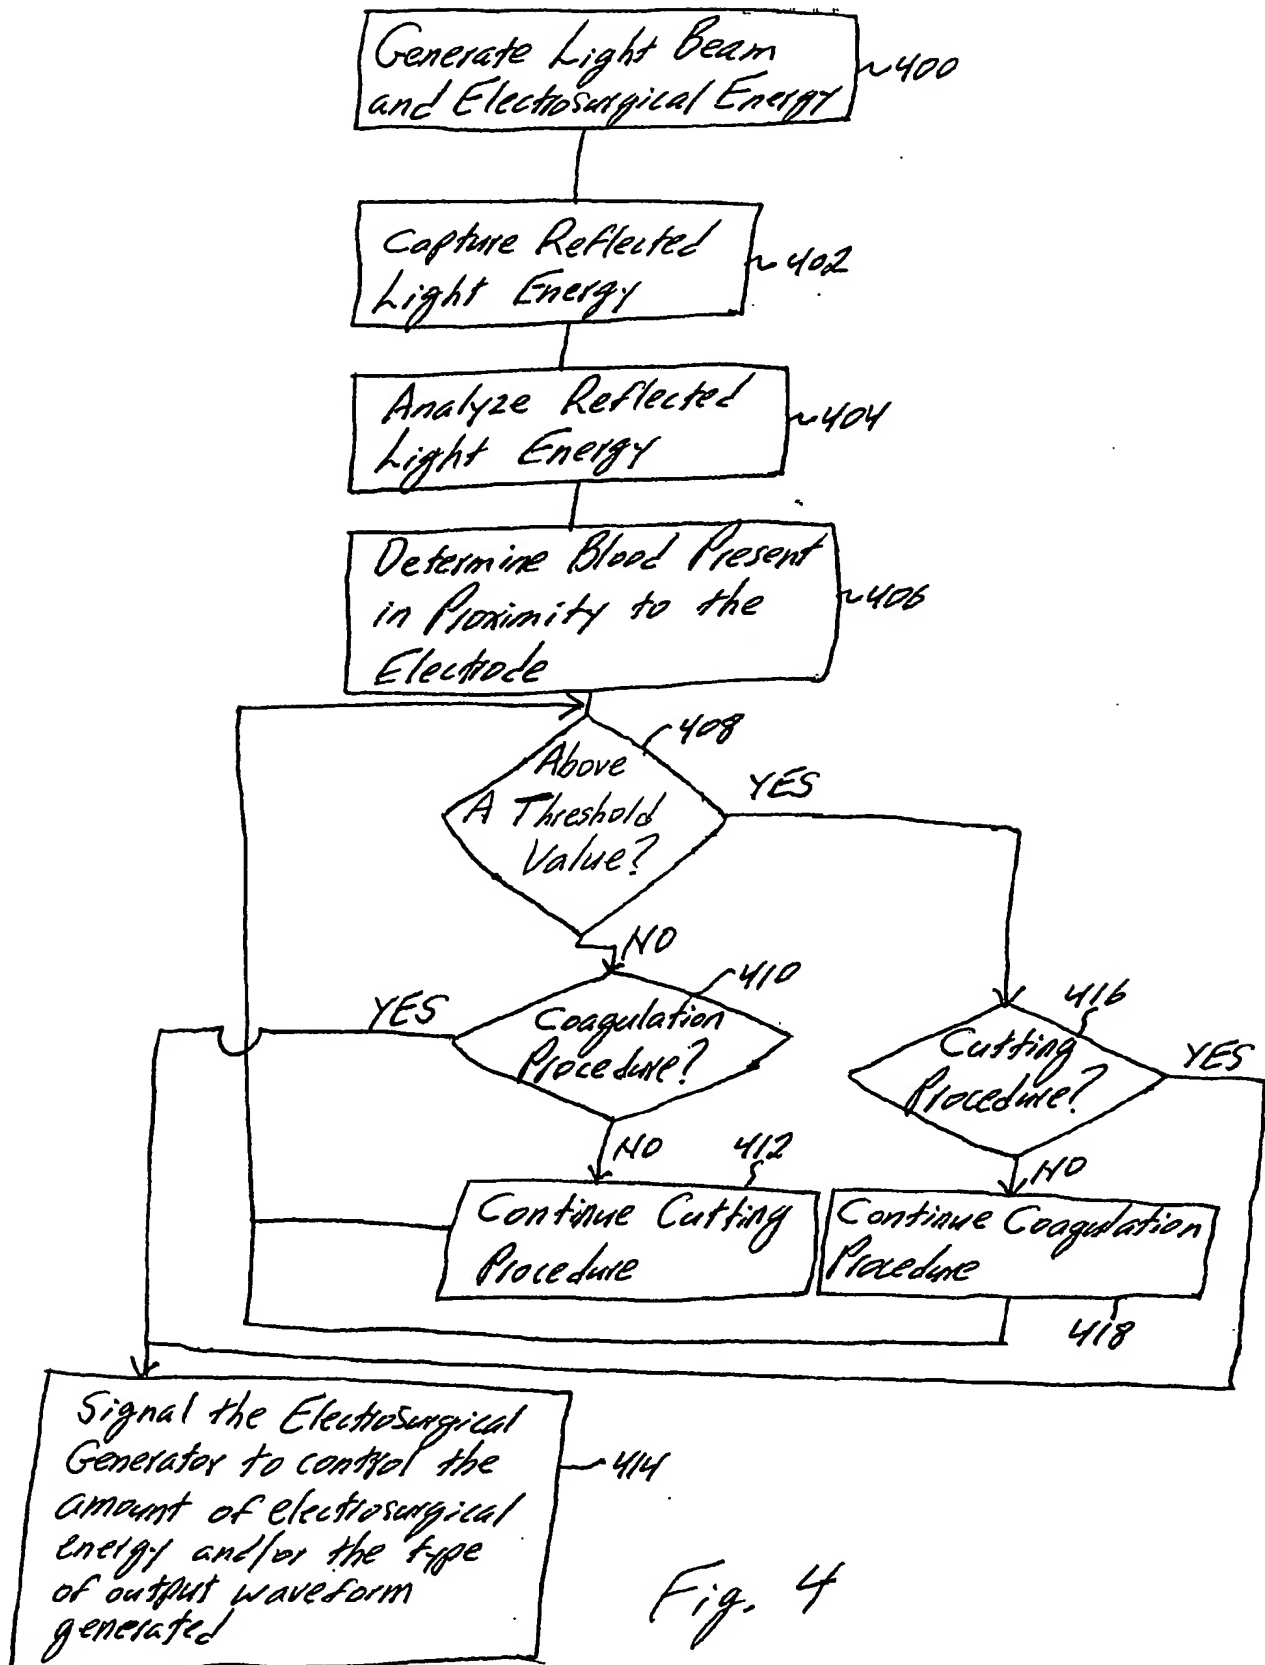 Generate Light Beam
and Electrosurgical Energy
~400
Capture Reflected
Light Energy
~402
Analyze Reflected
Light Energy
~404
Determine Blood Present
in Proximity to the
Electrode
~406
408
Above
A Threshold
Value?
YES
NO
410
YES
Coagulation
Procedure?
416
Cutting
Procedure?
YES
NO
412
NO
Continue Cutting
Procedure
Continue Coagulation
Procedure
418
Signal the Electrosurgical
Generator to control the
amount of electrosurgical
energy and/or the type
of output waveform
generated
414
Fig. 4